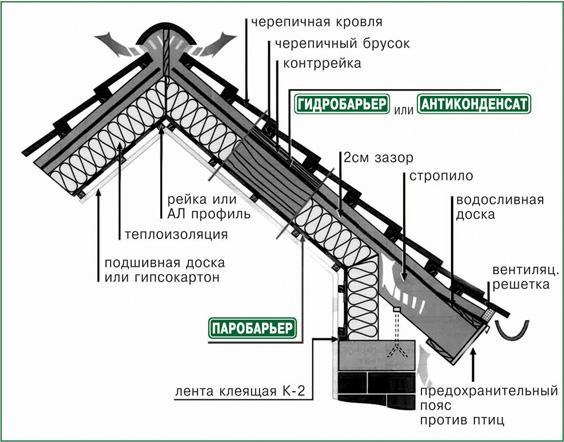 черепичная кровля
черепичный брусок
контррейка
ГИДРОБАРЬЕР или АНТИКОНДЕНСАТ
2см зазор
стропило
водосливная
доска
рейка или
АЛ профиль
теплоизоляция
подшивная доска
или гипсокартон
вентиляц.
решетка
ПАРОБАРЬЕР
лента клеящая К-2
предохранительный
пояс
против птиц